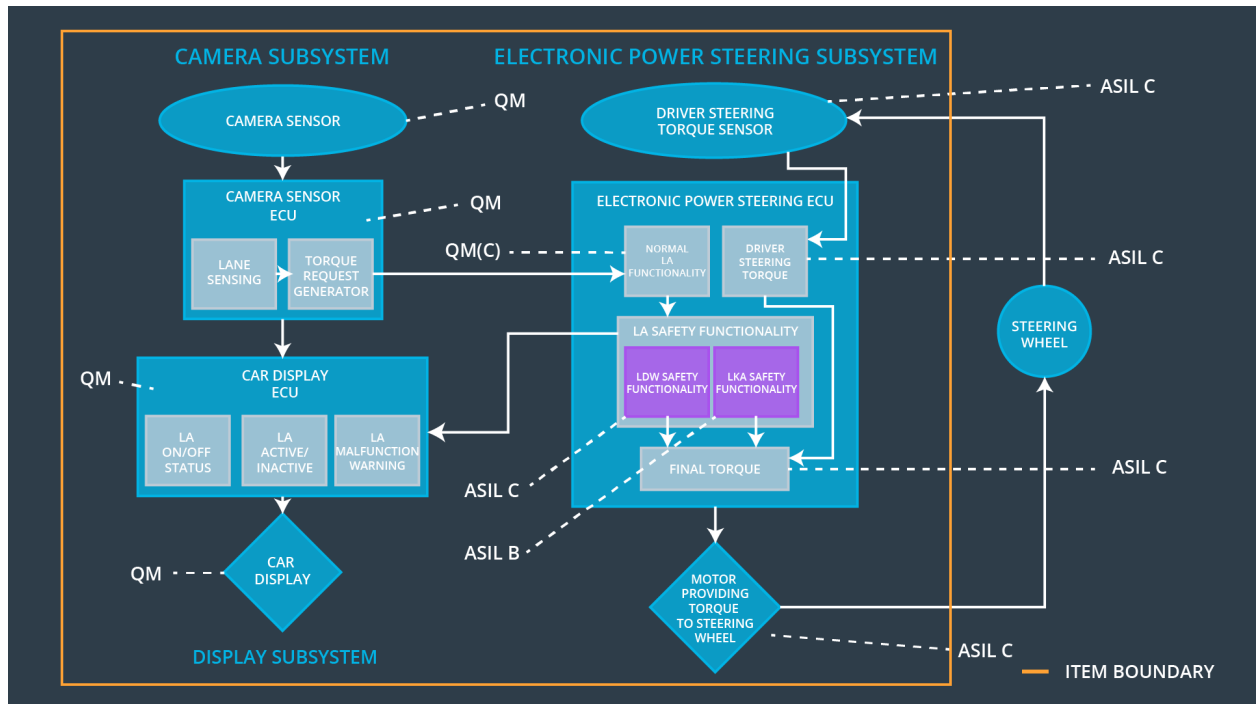 CAMERA SUBSYSTEM
ELECTRONIC POWER STEERING SUBSYSTEM
CAMERA SENSOR
QM
DRIVER STEERING
TORQUE SENSOR
ASIL C
CAMERA SENSOR
ECU
QM
LANE
SENSING
TORQUE
REQUEST
GENERATOR
QM(C)
ELECTRONIC POWER STEERING ECU
NORMAL
LA
FUNCTIONALITY
DRIVER
STEERING
TORQUE
ASIL C
LA SAFETY FUNCTIONALITY
LDW SAFETY
FUNCTIONALITY
LKA SAFETY
FUNCTIONALITY
STEERING
WHEEL
QM
CAR DISPLAY
ECU
LA
ON/OFF
STATUS
LA
ACTIVE/
INACTIVE
LA
MALFUNCTION
WARNING
FINAL TORQUE
ASIL C
ASIL C
ASIL B
QM
CAR
DISPLAY
MOTOR
PROVIDING
TORQUE
TO STEERING
WHEEL
ASIL C
DISPLAY SUBSYSTEM
ITEM BOUNDARY